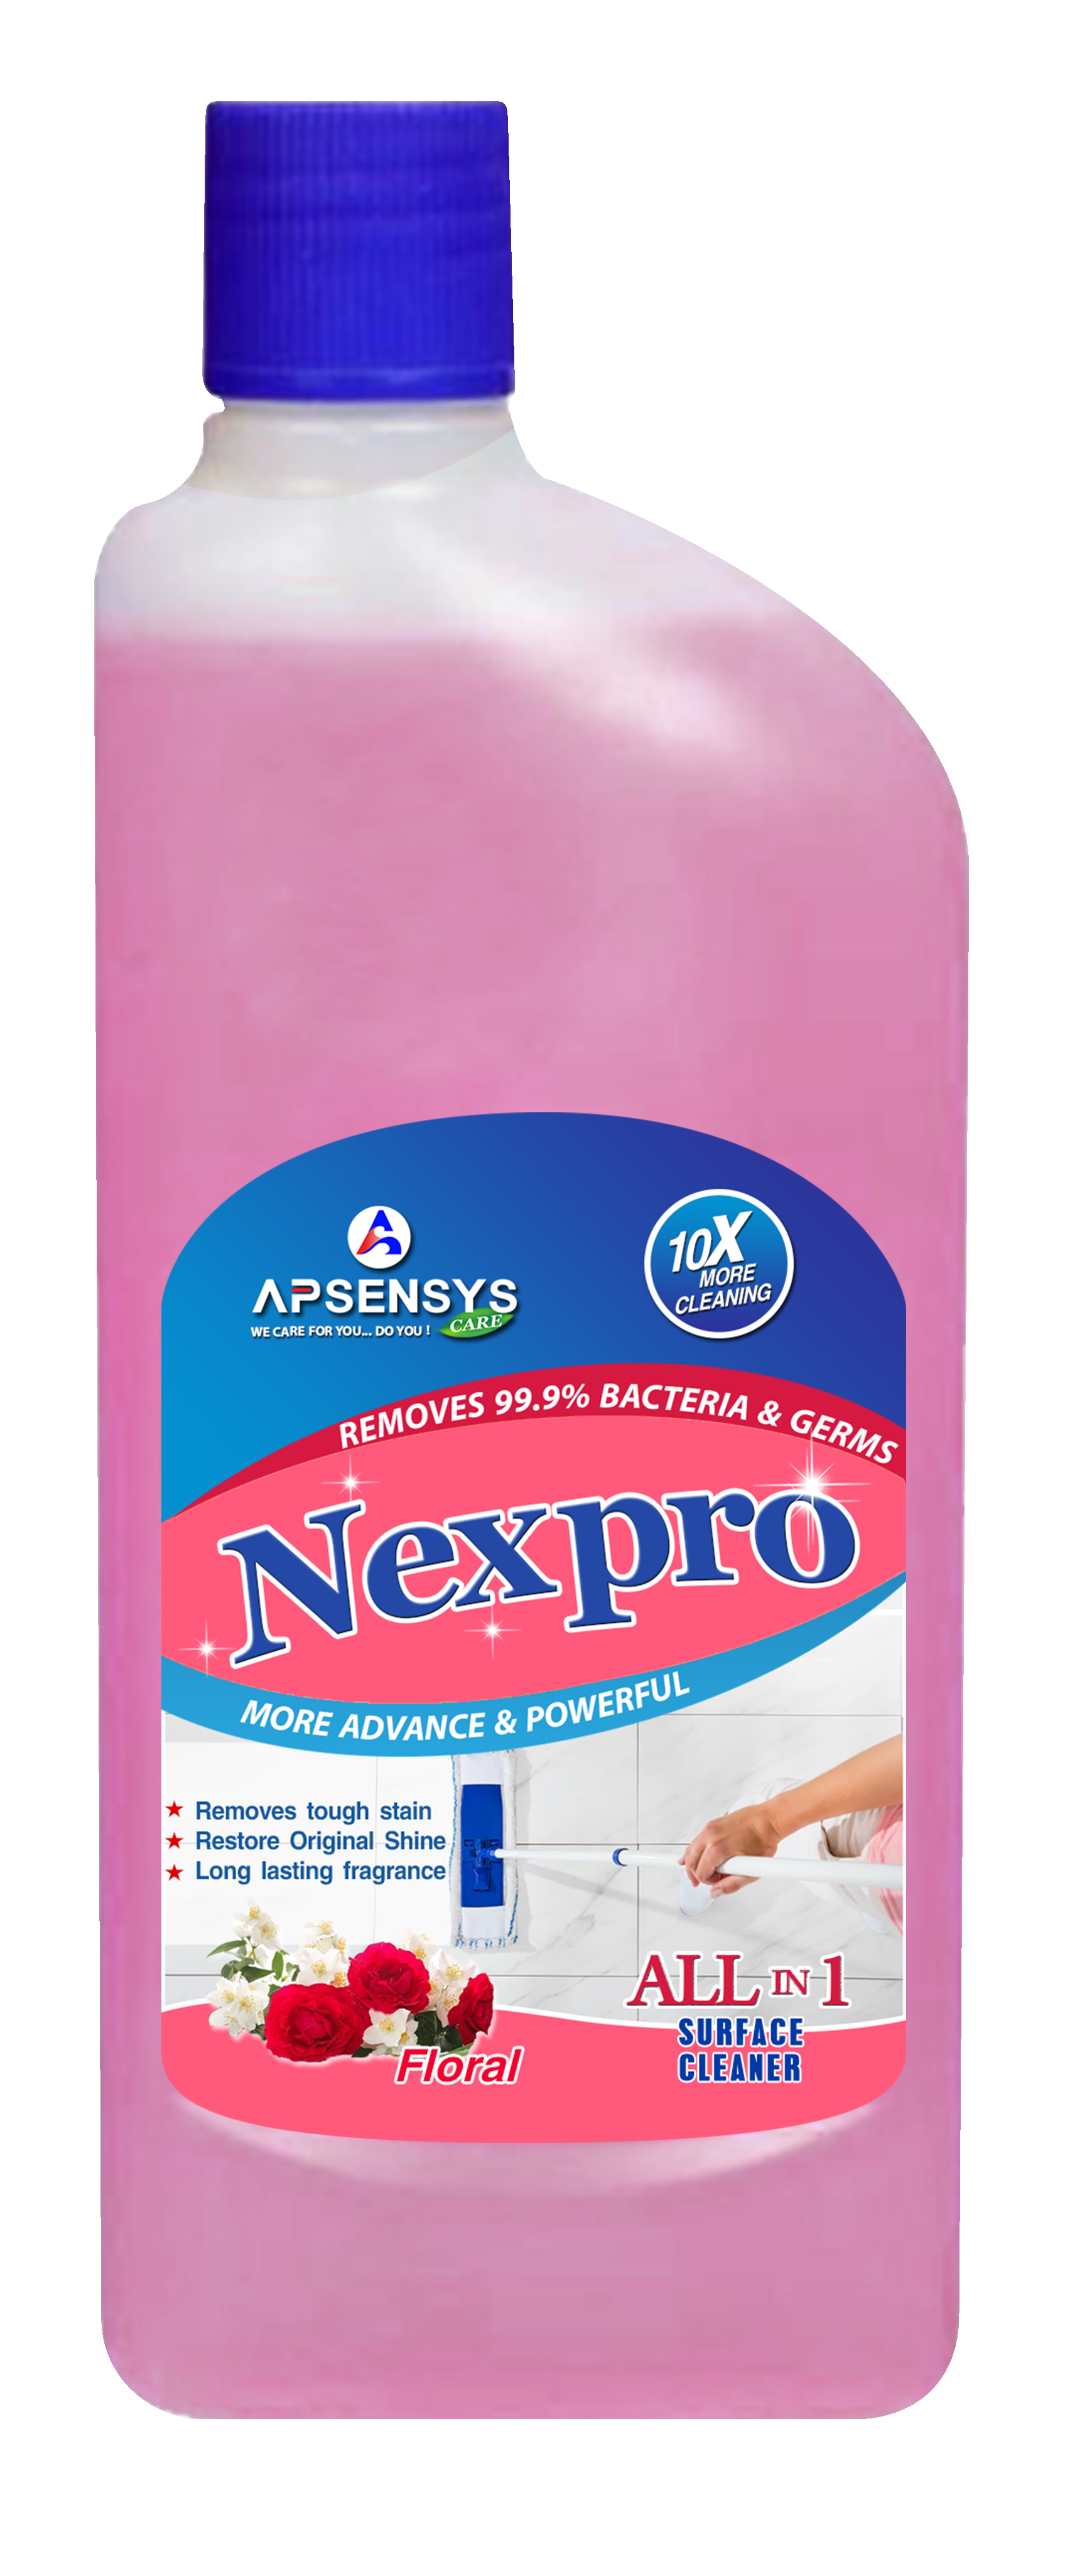 APSENSYS
CARE
WE CARE FOR YOU... DO YOU !
10X
MORE
CLEANING
REMOVES 99.9% BACTERIA & GERMS
Nexpro
MORE ADVANCE & POWERFUL
Removes tough stain
Restore Original Shine
Long lasting fragrance
Floral
ALL IN 1
SURFACE
CLEANER